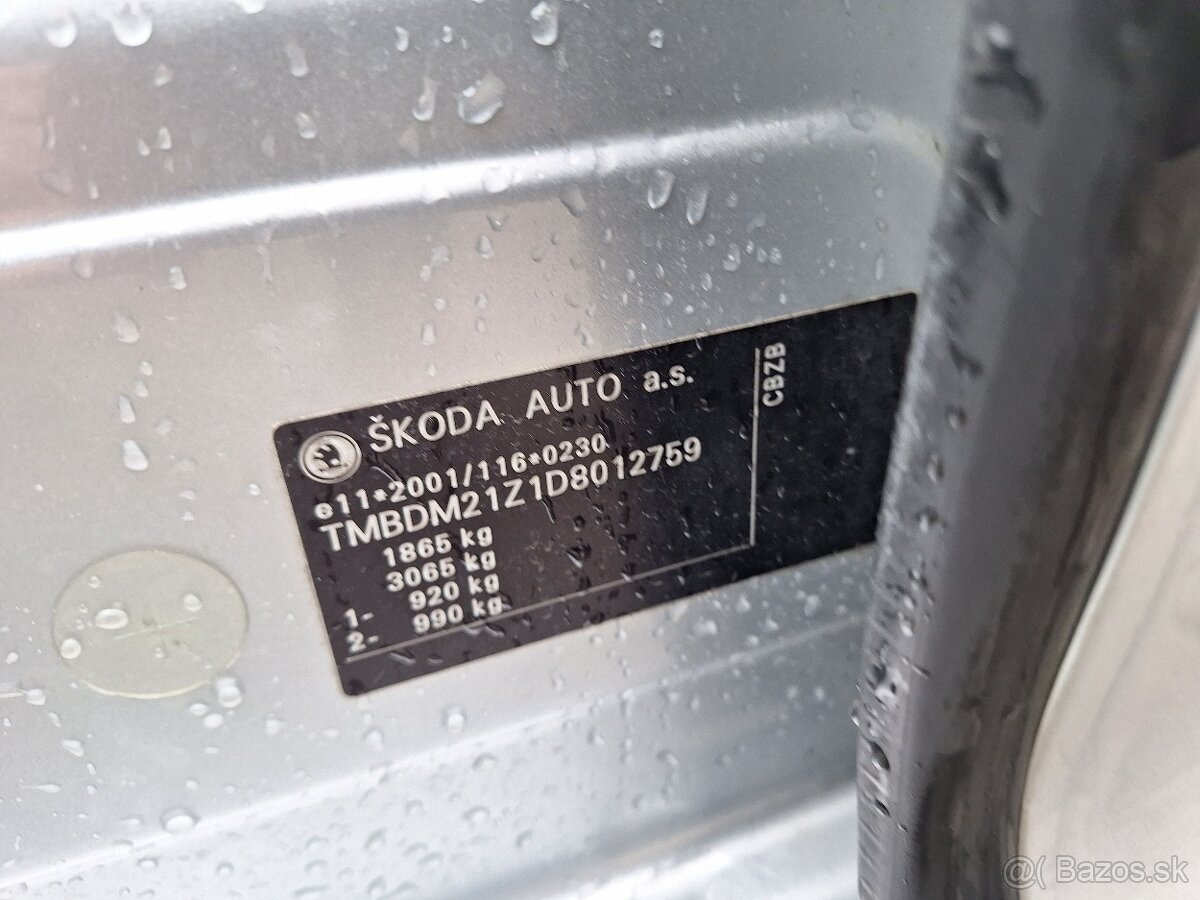 ŠKODA AUTO a.s.
e11*2001/116*0230
TMBDM21Z1D8012759
1865 kg
3065 kg
1- 920 kg
2- 990 kg
CBZB
@( Bazos.sk